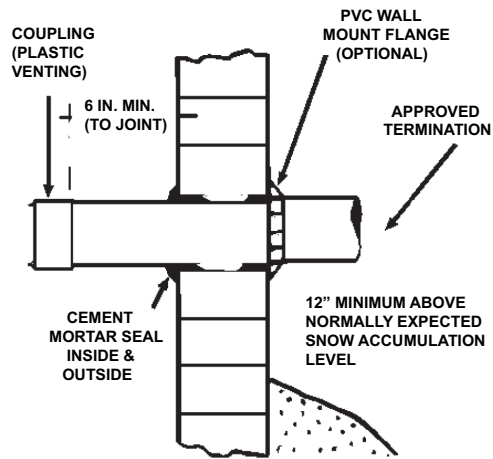 COUPLING
(PLASTIC
VENTING)
6 IN. MIN.
(TO JOINT)
PVC WALL
MOUNT FLANGE
(OPTIONAL)
APPROVED
TERMINATION
CEMENT
MORTAR SEAL
INSIDE &
OUTSIDE
12” MINIMUM ABOVE
NORMALLY EXPECTED
SNOW ACCUMULATION
LEVEL